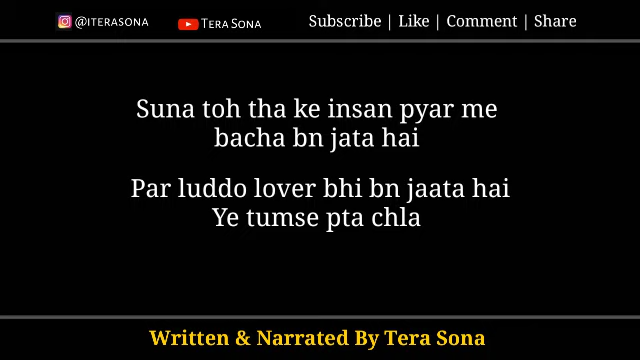 @iterasona Tera Sona Subscribe | Like | Comment | Share
Suna toh tha ke insan pyar me
bacha bn jata hai
Par luddo lover bhi bn jaata hai
Ye tumse pta chla
Written & Narrated By Tera Sona